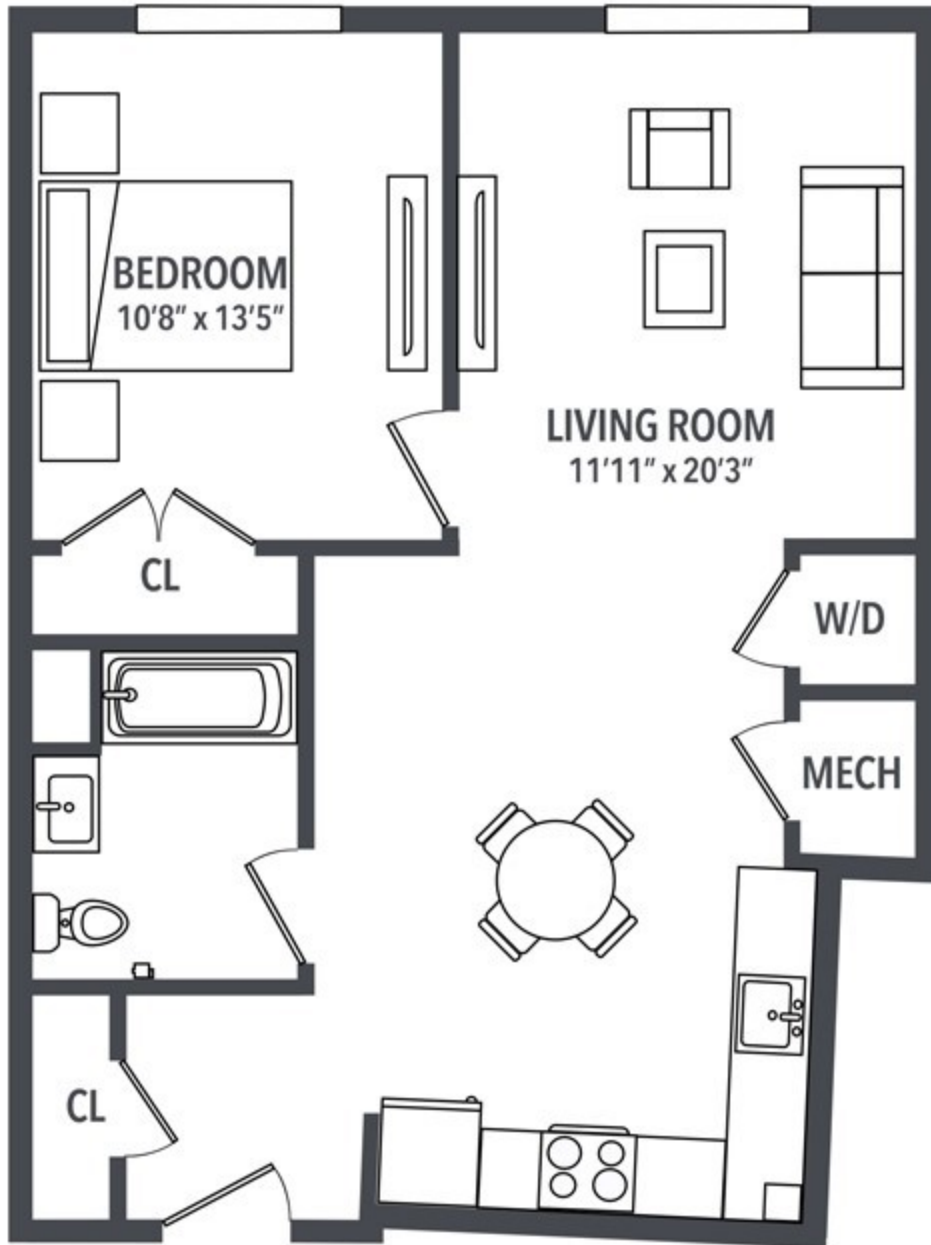 BEDROOM
10'8" x 13'5"
LIVING ROOM
11'11" x 20'3"
CL
W/D
MECH
CL